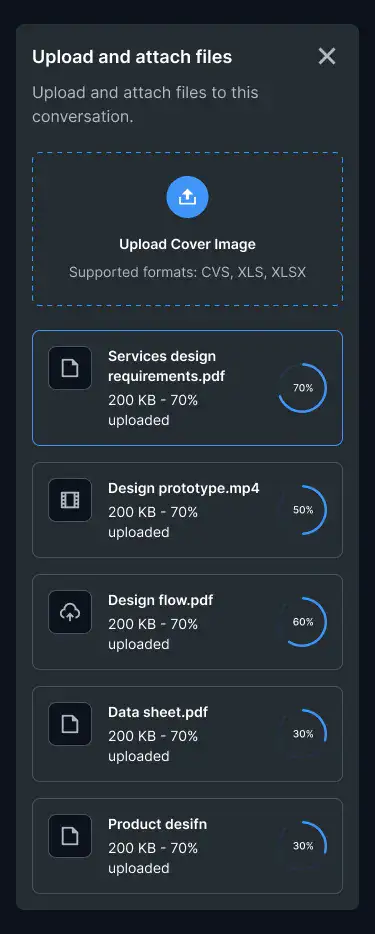 Upload and attach files
Upload and attach files to this
conversation.
Upload Cover Image
Supported formats: CVS, XLS, XLSX
Services design
requirements.pdf
200 KB - 70%
uploaded
70%
Design prototype.mp4
200 KB - 70%
uploaded
50%
Design flow.pdf
200 KB - 70%
uploaded
60%
Data sheet.pdf
200 KB - 70%
uploaded
30%
Product desifn
200 KB - 70%
uploaded
30%